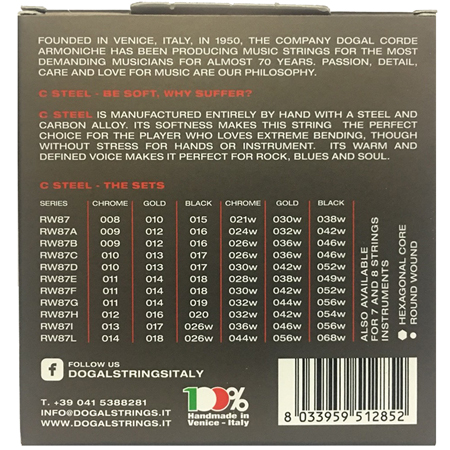 FOUNDED IN VENICE, ITALY, IN 1950, THE COMPANY DOGAL CORDE
ARMONICHE HAS BEEN PRODUCING MUSIC STRINGS FOR THE MOST
DEMANDING MUSICIANS FOR ALMOST 70 YEARS. PASSION, DETAIL,
CARE AND LOVE FOR MUSIC ARE OUR PHILOSOPHY.
C STEEL - BE SOFT, WHY SUFFER?
C STEEL IS MANUFACTURED ENTIRELY BY HAND WITH A STEEL AND
CARBON ALLOY. ITS SOFTNESS MAKES THIS STRING THE PERFECT
CHOICE FOR THE PLAYER WHO LOVES EXTREME BENDING, THOUGH
WITHOUT STRESS FOR HANDS OR INSTRUMENT. ITS WARM AND
DEFINED VOICE MAKES IT PERFECT FOR ROCK, BLUES AND SOUL.
C STEEL - THE SETS
SERIES CHROME GOLD BLACK CHROME GOLD BLACK
RW87 008 010 015 021w 030w 038w
RW87A 009 012 016 024w 032w 042w
RW87B 009 012 016 026w 036w 046w
RW87C 010 013 017 026w 036w 046w
RW87D 010 013 017 030w 042w 052w
RW87E 011 014 018 028w 038w 049w
RW87F 011 014 018 030w 042w 052w
RW87G 011 014 019 032w 044w 056w
RW87H 012 016 020 032w 044w 056w
RW87I 013 017 026w 036w 046w 056w
RW87L 014 018 026w 044w 056w 068w
ALSO AVAILABLE
FOR 7 AND 8 STRINGS
INSTRUMENTS
HEXAGONAL CORE
ROUND WOUND
f FOLLOW US
DOGALSTRINGSITALY
T. +39 041 5388281
INFO@DOGALSTRINGS.IT
WWW.DOGALSTRINGS.IT
100%
Handmade in
Venice - Italy
8 033959 512852